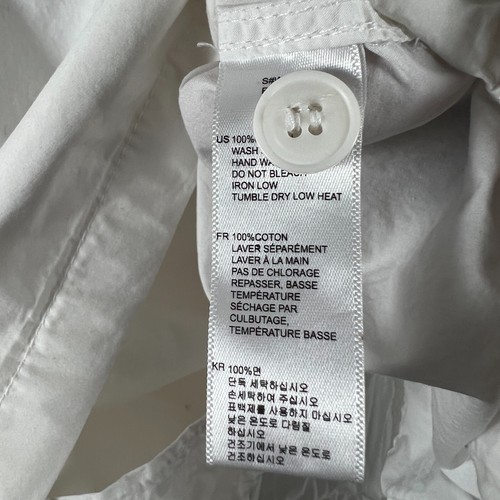 US 100%
WASH
HAND WA
DO NOT BLEACH
IRON LOW
TUMBLE DRY LOW HEAT
FR 100%COTON
LAVER SÉPARÉMENT
LAVER À LA MAIN
PAS DE CHLORAGE
REPASSER, BASSE
TEMPÉRATURE
SÉCHAGE PAR
CULBUTAGE,
TEMPÉRATURE BASSE
KR 100%면
단독 세탁하십시오
손세탁하여 주십시오
표백제를 사용하지 마십시오
낮은 온도로 다림질
하십시오
건조기에서 낮은 온도로
건조하십시오